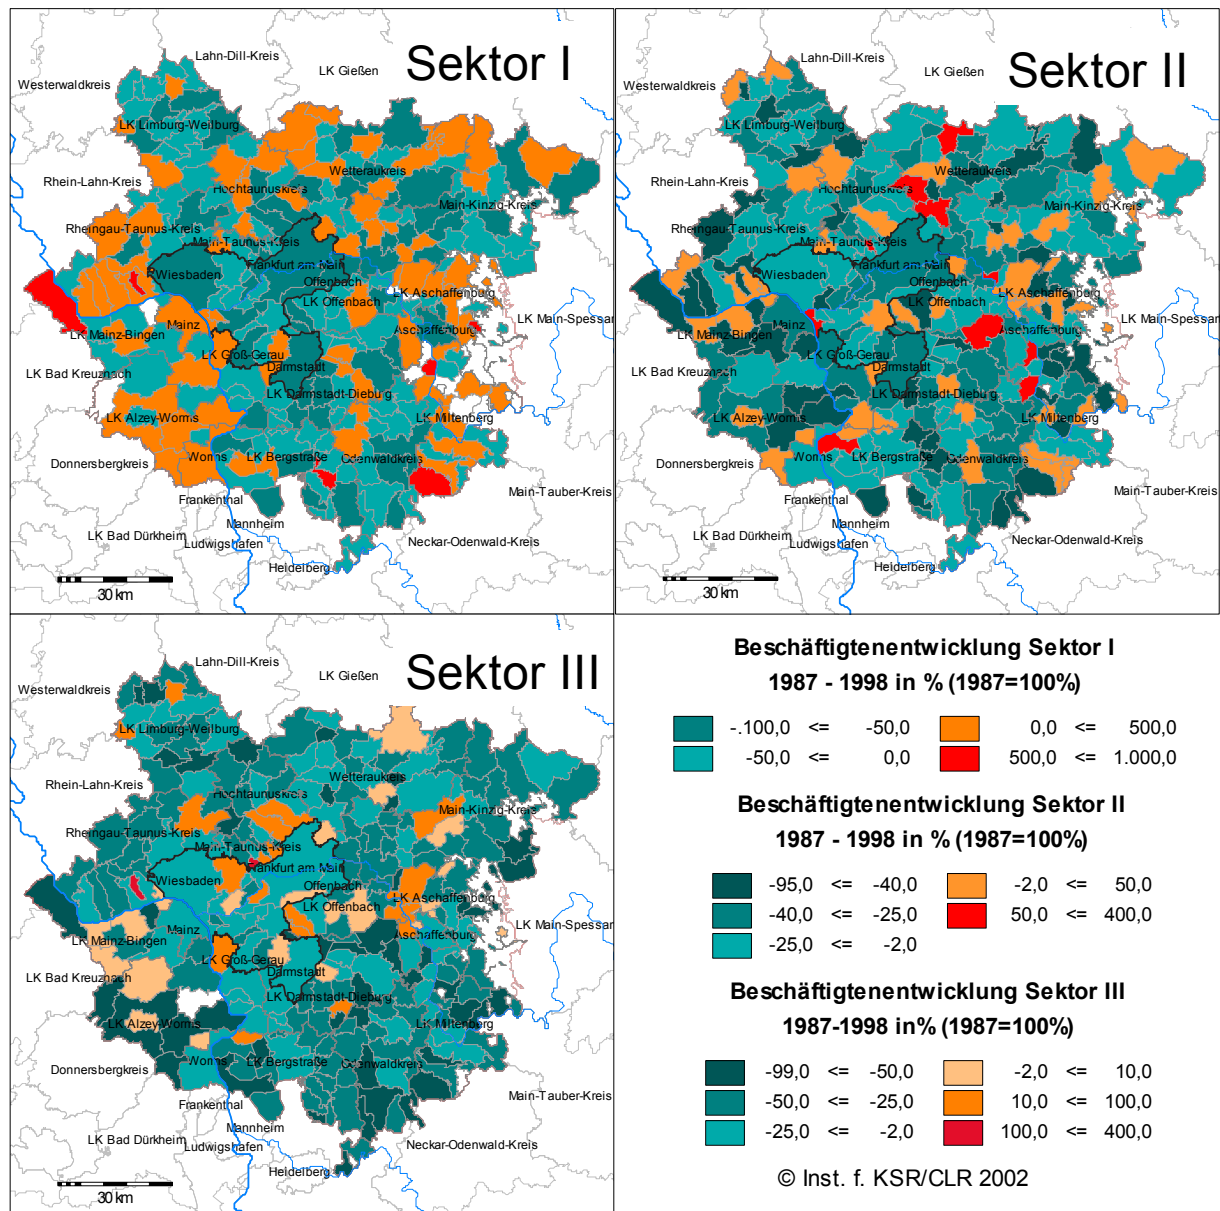 Sektor I
Lahn-Dill-Kreis
LK Gießen
Westerwaldkreis
LK Limburg-Weilburg
Wetteraukreis
Rhein-Lahn-Kreis
Hochtaunuskreis
Main-Kinzig-Kreis
Rheingau-Taunus-Kreis
Main-Taunus-Kreis
Wiesbaden
Frankfurt am Main
Offenbach
LK Offenbach
LK Aschaffenburg
Mainz
LK Mainz-Bingen
Aschaffenburg
LK Main-Spessar
LK Groß-Gerau
LK Bad Kreuznach
Darmstadt
LK Darmstadt-Dieburg
LK Alzey-Worms
LK Miltenberg
Worms
LK Bergstraße
Odenwaldkreis
Donnersbergkreis
Main-Tauber-Kreis
Frankenthal
Mannheim
LK Bad Dürkheim
Ludwigshafen
Neckar-Odenwald-Kreis
Heidelberg
30 km
Sektor II
Lahn-Dill-Kreis
LK Gießen
Westerwaldkreis
LK Limburg-Weilburg
Wetteraukreis
Rhein-Lahn-Kreis
Hochtaunuskreis
Main-Kinzig-Kreis
Rheingau-Taunus-Kreis
Main-Taunus-Kreis
Wiesbaden
Frankfurt am Main
Offenbach
LK Offenbach
LK Aschaffenburg
Mainz
LK Mainz-Bingen
Aschaffenburg
LK Main-Spessar
LK Groß-Gerau
LK Bad Kreuznach
Darmstadt
LK Darmstadt-Dieburg
LK Alzey-Worms
LK Miltenberg
Worms
LK Bergstraße
Odenwaldkreis
Donnersbergkreis
Main-Tauber-Kreis
Frankenthal
Mannheim
LK Bad Dürkheim
Ludwigshafen
Neckar-Odenwald-Kreis
Heidelberg
30 km
Sektor III
Lahn-Dill-Kreis
LK Gießen
Westerwaldkreis
LK Limburg-Weilburg
Wetteraukreis
Rhein-Lahn-Kreis
Hochtaunuskreis
Main-Kinzig-Kreis
Rheingau-Taunus-Kreis
Main-Taunus-Kreis
Wiesbaden
Frankfurt am Main
Offenbach
LK Offenbach
LK Aschaffenburg
Mainz
LK Mainz-Bingen
Aschaffenburg
LK Main-Spessar
LK Groß-Gerau
LK Bad Kreuznach
Darmstadt
LK Darmstadt-Dieburg
LK Alzey-Worms
LK Miltenberg
Worms
LK Bergstraße
Odenwaldkreis
Donnersbergkreis
Main-Tauber-Kreis
Frankenthal
Mannheim
LK Bad Dürkheim
Ludwigshafen
Neckar-Odenwald-Kreis
Heidelberg
30 km
Beschäftigtenentwicklung Sektor I
1987 - 1998 in % (1987=100%)
-.100,0 <= -50,0 0,0 <= 500,0
-50,0 <= 0,0 500,0 <= 1.000,0
Beschäftigtenentwicklung Sektor II
1987 - 1998 in % (1987=100%)
-95,0 <= -40,0 -2,0 <= 50,0
-40,0 <= -25,0 50,0 <= 400,0
-25,0 <= -2,0
Beschäftigtenentwicklung Sektor III
1987-1998 in% (1987=100%)
-99,0 <= -50,0 -2,0 <= 10,0
-50,0 <= -25,0 10,0 <= 100,0
-25,0 <= -2,0 100,0 <= 400,0
© Inst. f. KSR/CLR 2002